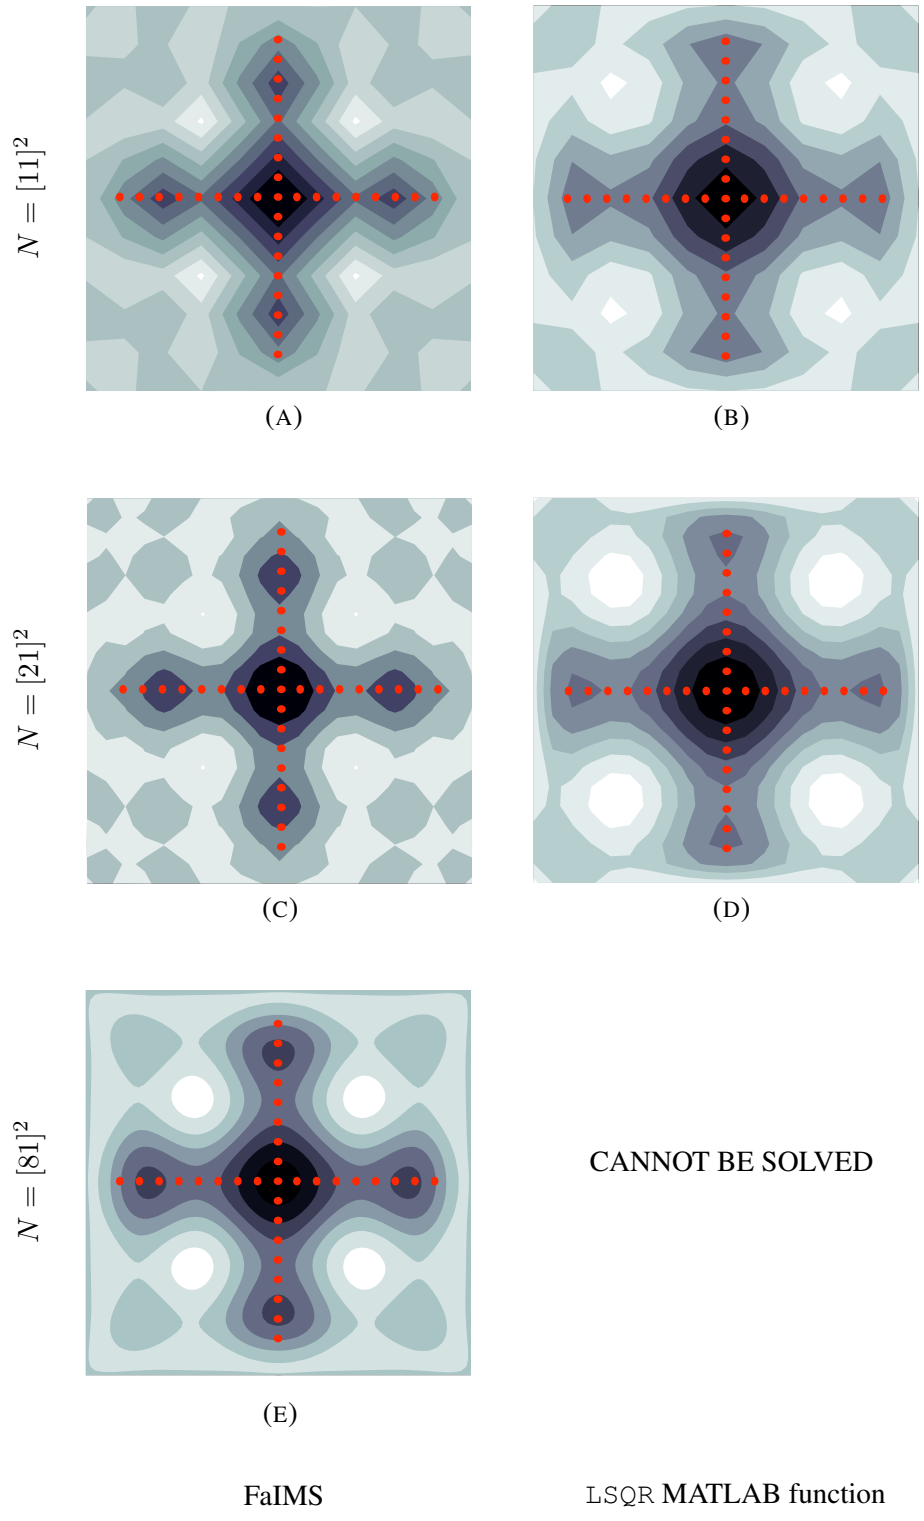 N = [11]²
(A)
(B)
N = [21]²
(C)
(D)
N = [81]²
CANNOT BE SOLVED
(E)
FaIMS
LSQR MATLAB function